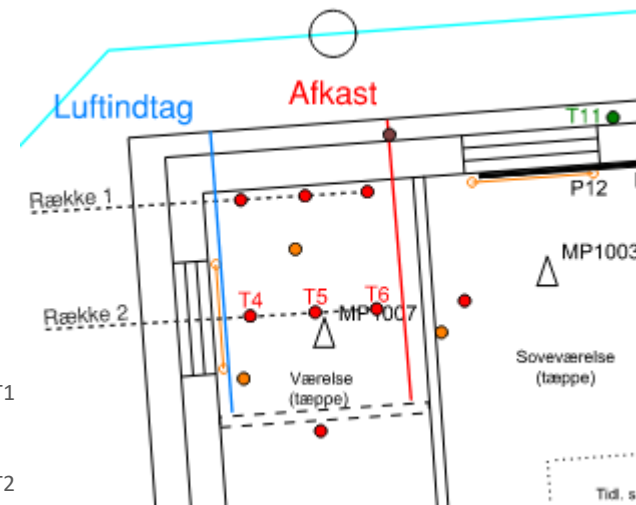 Afkast
Luftindtag
T11
Række 1
P12
MP1003
T4
T5
T6
MP1007
Række 2
Soveværelse
(tæppe)
Værelse
(tæppe)
T1
T2
Tidl. s